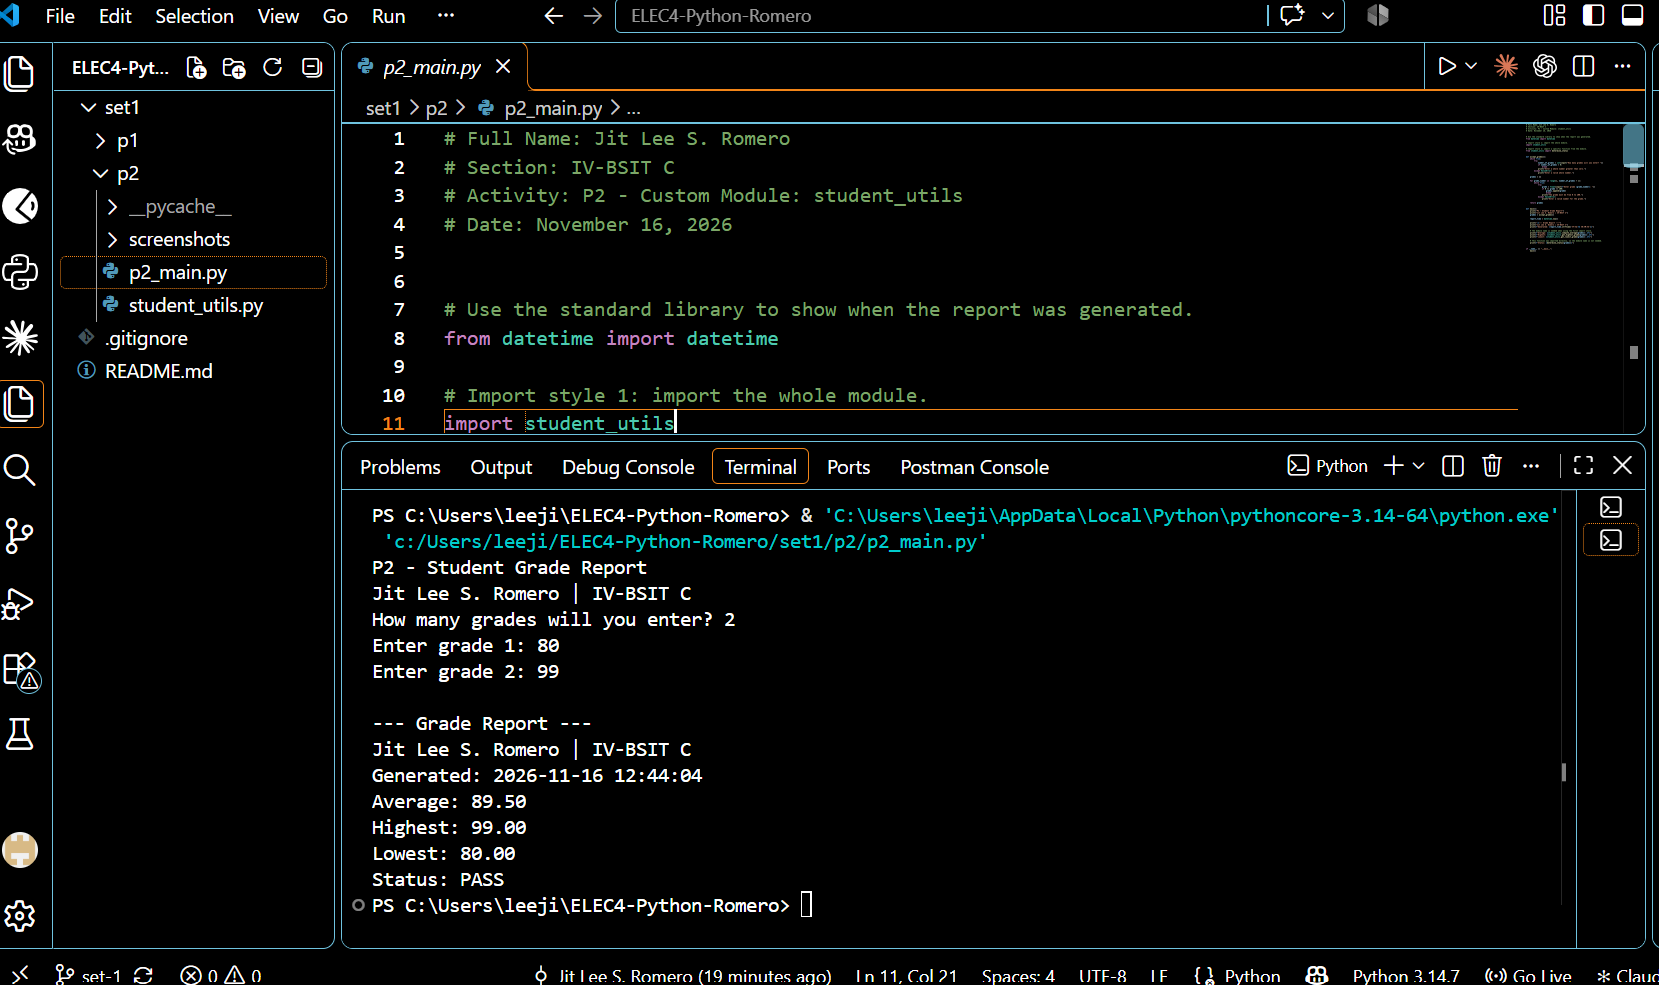 File Edit Selection View Go Run ···
ELEC4-Python-Romero
ELEC4-Pyt...
set1
p1
p2
__pycache__
screenshots
p2_main.py
student_utils.py
.gitignore
README.md
p2_main.py
set1 > p2 > p2_main.py > ...
1 # Full Name: Jit Lee S. Romero
2 # Section: IV-BSIT C
3 # Activity: P2 - Custom Module: student_utils
4 # Date: November 16, 2026
5
6
7 # Use the standard library to show when the report was generated.
8 from datetime import datetime
9
10 # Import style 1: import the whole module.
11 import student_utils
Problems Output Debug Console Terminal Ports Postman Console
Python
PS C:\Users\leeji\ELEC4-Python-Romero> & 'C:\Users\leeji\AppData\Local\Python\pythoncore-3.14-64\python.exe'
'c:/Users/leeji/ELEC4-Python-Romero/set1/p2/p2_main.py'
P2 - Student Grade Report
Jit Lee S. Romero | IV-BSIT C
How many grades will you enter? 2
Enter grade 1: 80
Enter grade 2: 99
--- Grade Report ---
Jit Lee S. Romero | IV-BSIT C
Generated: 2026-11-16 12:44:04
Average: 89.50
Highest: 99.00
Lowest: 80.00
Status: PASS
PS C:\Users\leeji\ELEC4-Python-Romero>
set-1 0 0 Jit Lee S. Romero (19 minutes ago) Ln 11, Col 21 Spaces: 4 UTF-8 LF Python Python 3.14.7 Go Live